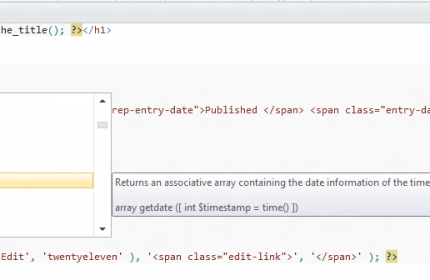 he_title(); ?></h1>
rep-entry-date">Published </span> <span class="entry-da
Returns an associative array containing the date information of the time
array getdate ([ int $timestamp = time() ])
Edit', 'twentyeleven' ), '<span class="edit-link">', '</span>' ); ?>